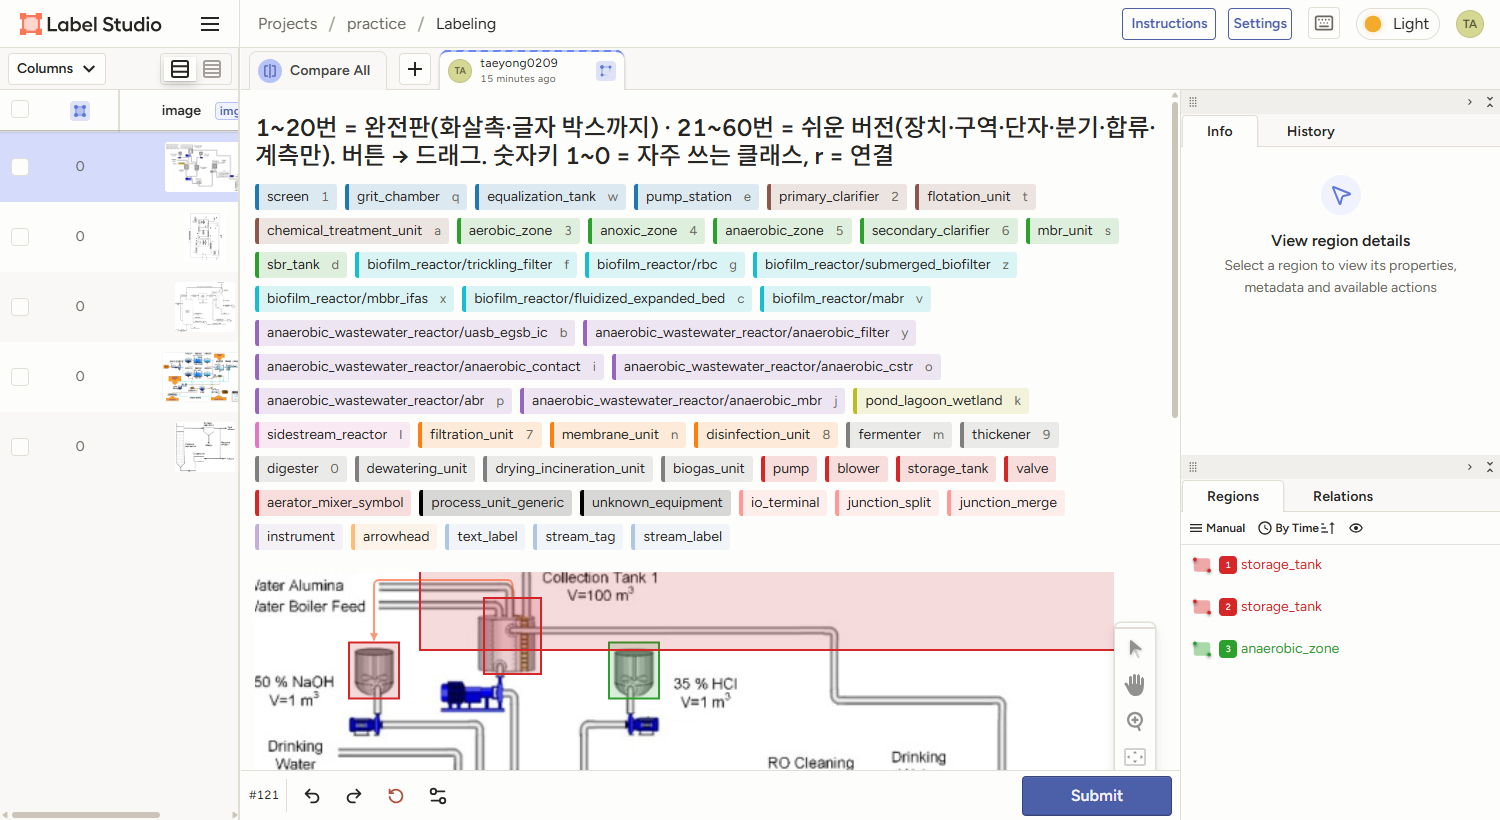 Label Studio
Projects / practice / Labeling
Instructions
Settings
Light
TA
Columns
Compare All
+
TA
taeyong0209
15 minutes ago
image
img
0
0
0
0
0
1~20번 = 완전판(화살촉·글자 박스까지) · 21~60번 = 쉬운 버전(장치·구역·단자·분기·합류·
계측만). 버튼 → 드래그. 숫자키 1~0 = 자주 쓰는 클래스, r = 연결
screen 1 grit_chamber q equalization_tank w pump_station e primary_clarifier 2 flotation_unit t
chemical_treatment_unit a aerobic_zone 3 anoxic_zone 4 anaerobic_zone 5 secondary_clarifier 6 mbr_unit s
sbr_tank d biofilm_reactor/trickling_filter f biofilm_reactor/rbc g biofilm_reactor/submerged_biofilter z
biofilm_reactor/mbbr_ifas x biofilm_reactor/fluidized_expanded_bed c biofilm_reactor/mabr v
anaerobic_wastewater_reactor/uasb_egsb_ic b anaerobic_wastewater_reactor/anaerobic_filter y
anaerobic_wastewater_reactor/anaerobic_contact i anaerobic_wastewater_reactor/anaerobic_cstr o
anaerobic_wastewater_reactor/abr p anaerobic_wastewater_reactor/anaerobic_mbr j pond_lagoon_wetland k
sidestream_reactor l filtration_unit 7 membrane_unit n disinfection_unit 8 fermenter m thickener 9
digester 0 dewatering_unit drying_incineration_unit biogas_unit pump blower storage_tank valve
aerator_mixer_symbol process_unit_generic unknown_equipment io_terminal junction_split junction_merge
instrument arrowhead text_label stream_tag stream_label
Water Alumina
Water Boiler Feed
Collection Tank 1
V=100 m³
50 % NaOH
V=1 m³
35 % HCl
V=1 m³
Drinking
Water
RO Cleaning
Drinking
#121
Submit
Info
History
View region details
Select a region to view its properties,
metadata and available actions
Regions
Relations
Manual
By Time
1 storage_tank
2 storage_tank
3 anaerobic_zone